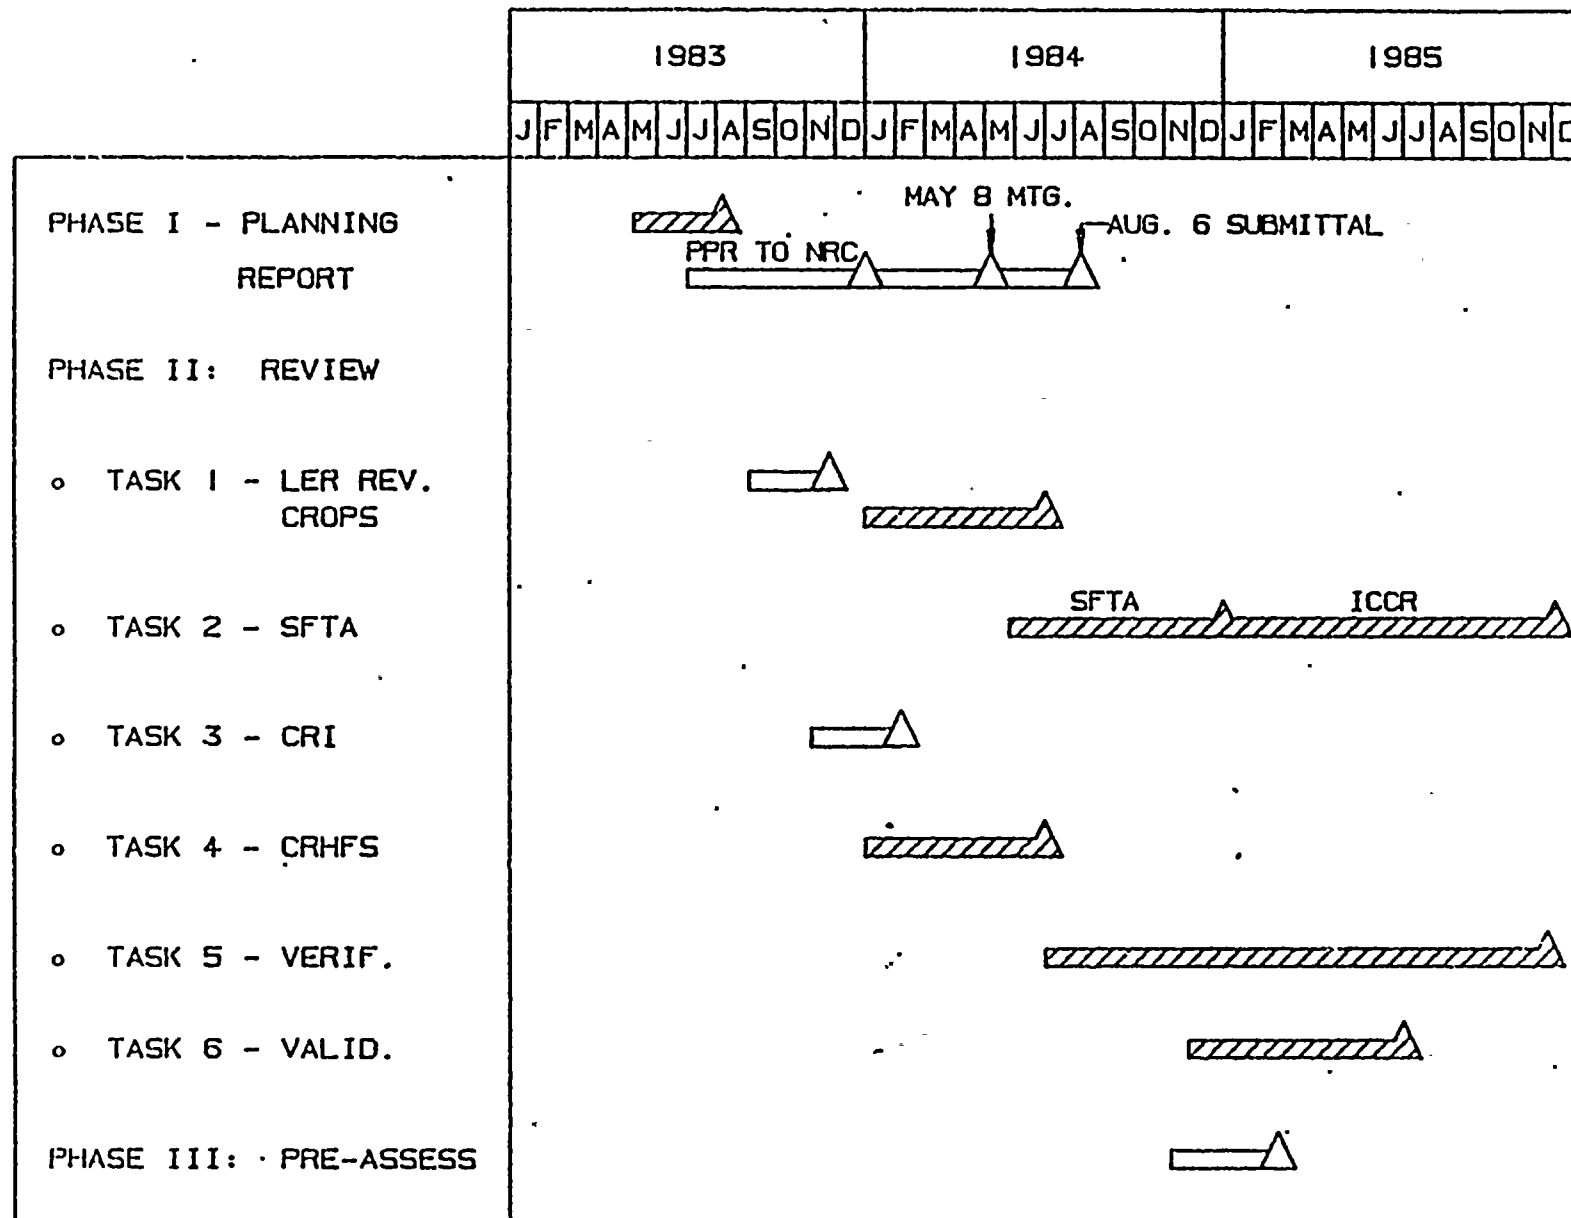 1983 1984 1985
J F M A M J J A S O N D J F M A M J J A S O N D J F M A M J J A S O N D
MAY 8 MTG.
PHASE I - PLANNING
AUG. 6 SUBMITTAL
PPR TO NRC
REPORT
PHASE II: REVIEW
o TASK 1 - LER REV.
CROPS
SFTA ICCR
o TASK 2 - SFTA
o TASK 3 - CRI
o TASK 4 - CRHFS
o TASK 5 - VERIF.
o TASK 6 - VALID.
PHASE III: PRE-ASSESS